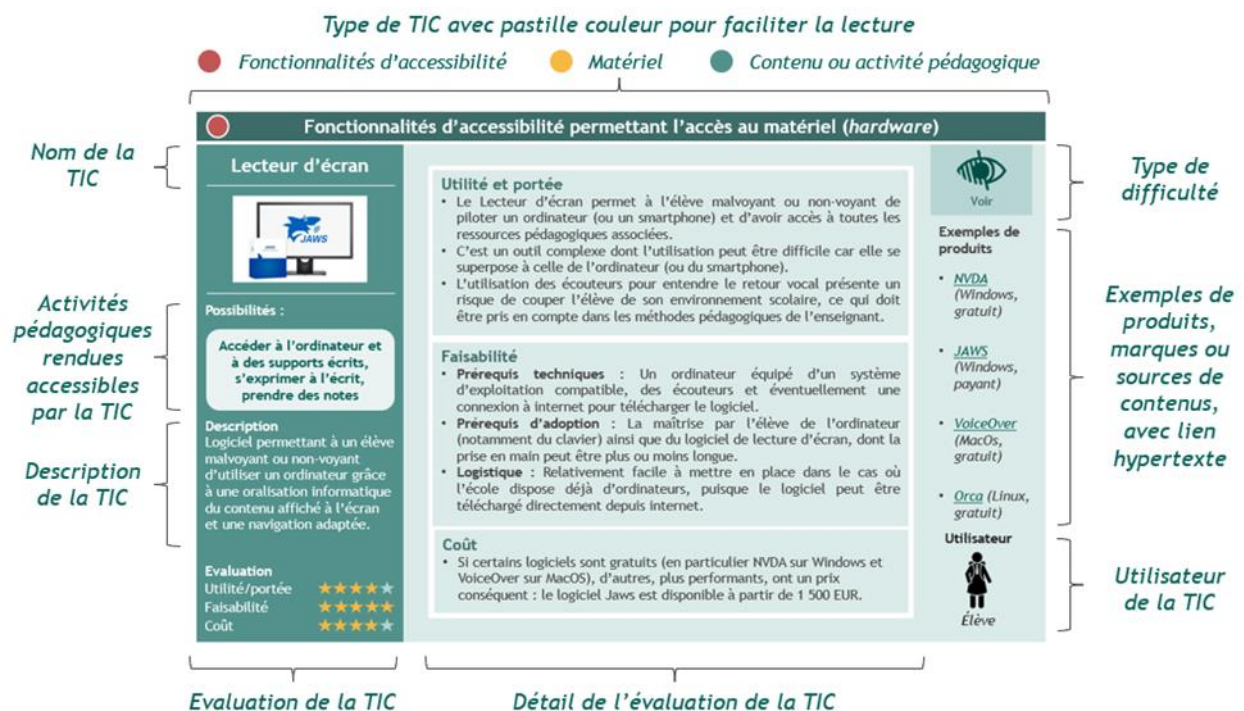 Type de TIC avec pastille couleur pour faciliter la lecture
Fonctionnalités d'accessibilité
Matériel
Contenu ou activité pédagogique
Nom de la
TIC
Activités
pédagogiques
rendues
accessibles
par la TIC
Description
de la TIC
Fonctionnalités d'accessibilité permettant l'accès au matériel (hardware)
Lecteur d'écran
JAWS
Possibilités :
Accéder à l'ordinateur et
à des supports écrits,
s'exprimer à l'écrit,
prendre des notes
Description
Logiciel permettant à un élève
malvoyant ou non-voyant
d'utiliser un ordinateur grâce
à une oralisation informatique
du contenu affiché à l'écran
et une navigation adaptée.
Evaluation
Utilité/portée ★★★★★
Faisabilité ★★★★★
Coût ★★★★★
Utilité et portée
• Le Lecteur d'écran permet à l'élève malvoyant ou non-voyant de
piloter un ordinateur (ou un smartphone) et d'avoir accès à toutes les
ressources pédagogiques associées.
• C'est un outil complexe dont l'utilisation peut être difficile car elle se
superpose à celle de l'ordinateur (ou du smartphone).
• L'utilisation des écouteurs pour entendre le retour vocal présente un
risque de couper l'élève de son environnement scolaire, ce qui doit
être pris en compte dans les méthodes pédagogiques de l'enseignant.
Faisabilité
• Prérequis techniques : Un ordinateur équipé d'un système
d'exploitation compatible, des écouteurs et éventuellement une
connexion à internet pour télécharger le logiciel.
• Prérequis d'adoption : La maîtrise par l'élève de l'ordinateur
(notamment du clavier) ainsi que du logiciel de lecture d'écran, dont la
prise en main peut être plus ou moins longue.
• Logistique : Relativement facile à mettre en place dans le cas où
l'école dispose déjà d'ordinateurs, puisque le logiciel peut être
téléchargé directement depuis internet.
Coût
• Si certains logiciels sont gratuits (en particulier NVDA sur Windows et
VoiceOver sur MacOS), d'autres, plus performants, ont un prix
conséquent : le logiciel Jaws est disponible à partir de 1 500 EUR.
Voir
Exemples de
produits
• NVDA
(Windows,
gratuit)
• JAWS
(Windows,
payant)
• VoiceOver
(MacOs,
gratuit)
• Orca (Linux,
gratuit)
Utilisateur
Élève
Type de
difficulté
Exemples de
produits,
marques ou
sources de
contenus,
avec lien
hypertexte
Utilisateur
de la TIC
Evaluation de la TIC
Détail de l'évaluation de la TIC